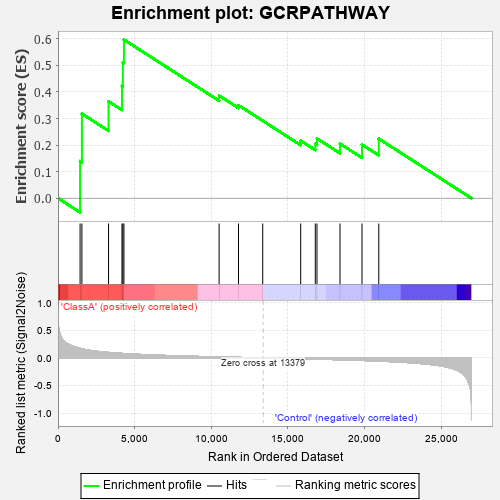 Enrichment plot: GCRPATHWAY
Enrichment score (ES)
0.6
0.5
0.4
0.3
0.2
0.1
0.0
Ranked list metric (Signal2Noise)
1.0
0.5
0.0
-0.5
-1.0
'ClassA' (positively correlated)
Zero cross at 13379
'Control' (negatively correlated)
0 5,000 10,000 15,000 20,000 25,000
Rank in Ordered Dataset
Enrichment profile Hits Ranking metric scores